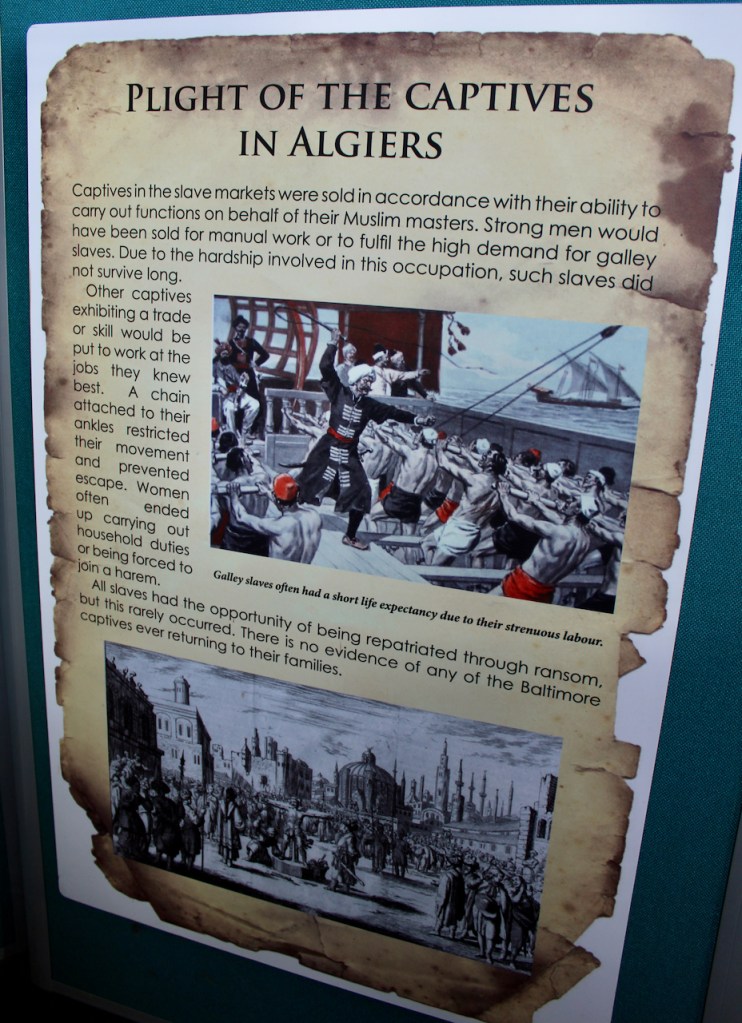 PLIGHT OF THE CAPTIVES
IN ALGIERS
Captives in the slave markets were sold in accordance with their ability to
carry out functions on behalf of their Muslim masters. Strong men would
have been sold for manual work or to fulfil the high demand for galley
slaves. Due to the hardship involved in this occupation, such slaves did
not survive long.
Other captives
exhibiting a trade
or skill would be
put to work at the
jobs they knew
best. A chain
attached to their
ankles restricted
their movement
and prevented
escape. Women
often ended
up carrying out
household duties
or being forced to
join a harem.
Galley slaves often had a short life expectancy due to their strenuous labour.
All slaves had the opportunity of being repatriated through ransom,
but this rarely occurred. There is no evidence of any of the Baltimore
captives ever returning to their families.